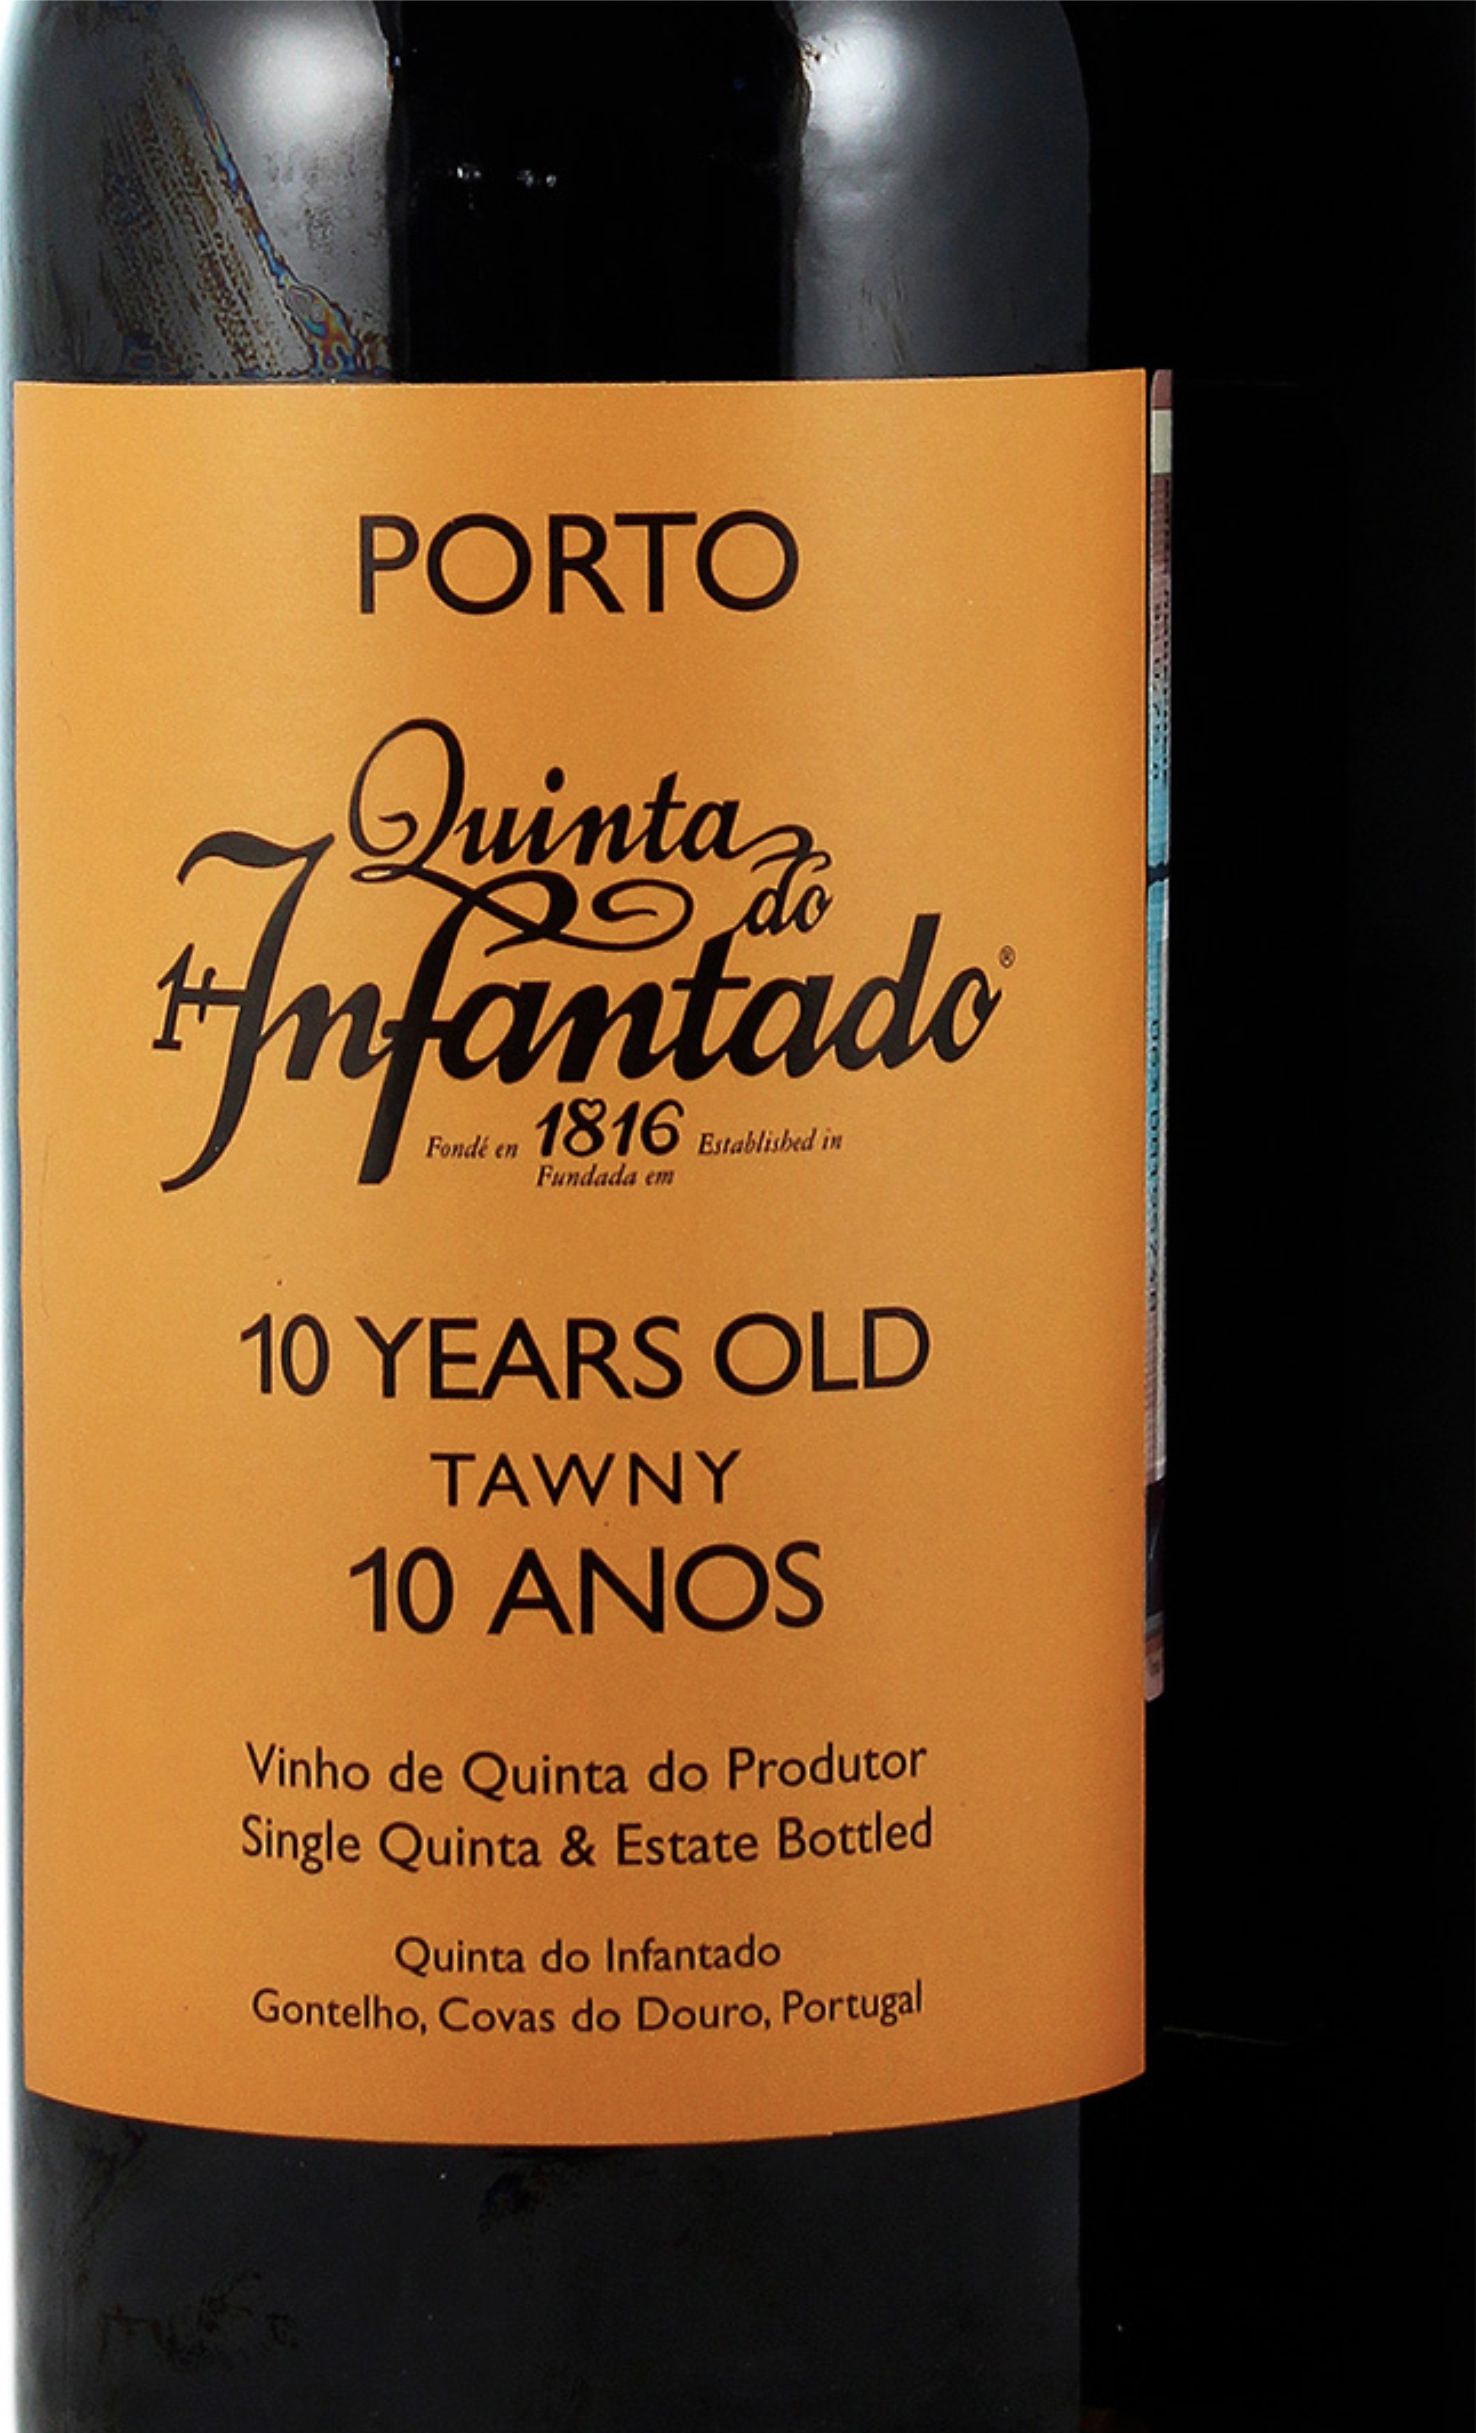 PORTO
Quinta
do
Infantado®
Fondé en 1816 Established in
Fundada em
10 YEARS OLD
TAWNY
10 ANOS
Vinho de Quinta do Produtor
Single Quinta & Estate Bottled
Quinta do Infantado
Gontelho, Covas do Douro, Portugal